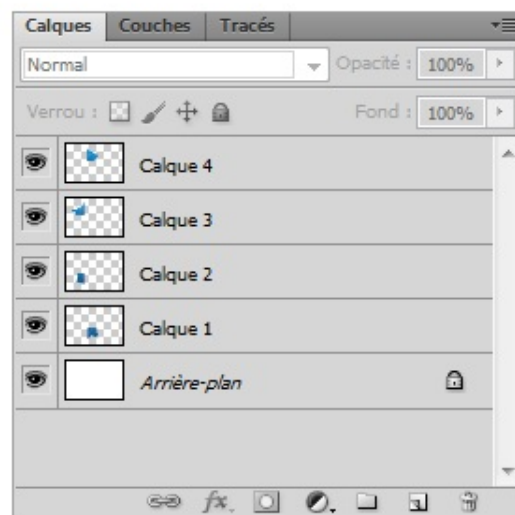 Calques Couches Tracés
Normal Opacité : 100%
Verrou : Fond : 100%
Calque 4
Calque 3
Calque 2
Calque 1
Arrière-plan
fx.